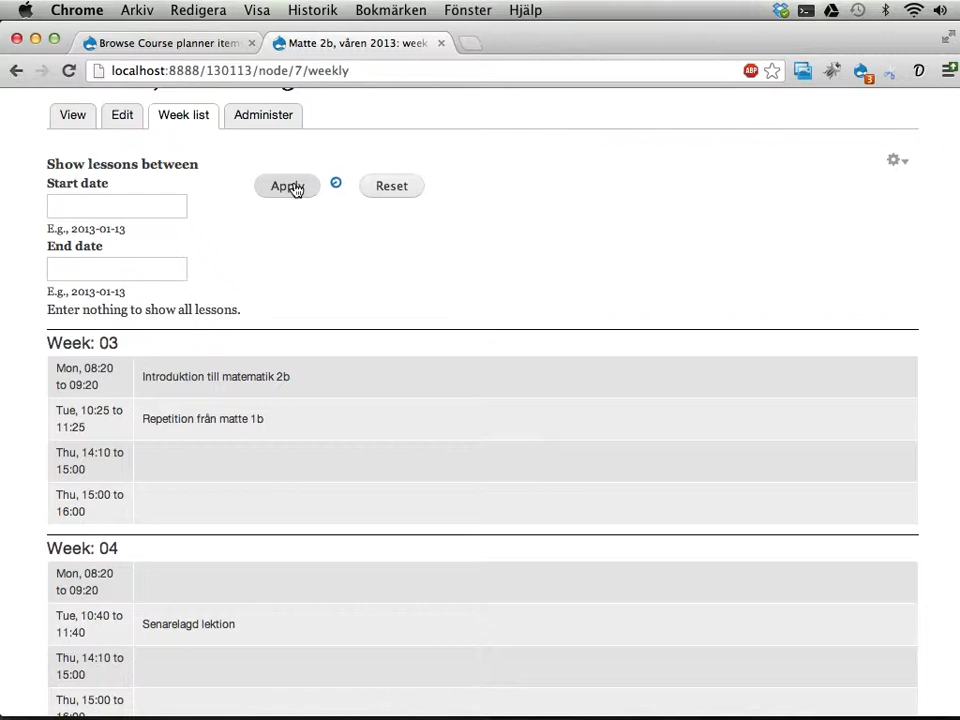 Chrome Arkiv Redigera Visa Historik Bokmärken Fönster Hjälp
Browse Course planner item
Matte 2b, våren 2013: week
localhost:8888/130113/node/7/weekly
ABP
3
View Edit Week list Administer
Show lessons between
Start date
Apply Reset
E.g., 2013-01-13
End date
E.g., 2013-01-13
Enter nothing to show all lessons.
Week: 03
Mon, 08:20
to 09:20
Introduktion till matematik 2b
Tue, 10:25 to
11:25
Repetition från matte 1b
Thu, 14:10 to
15:00
Thu, 15:00 to
16:00
Week: 04
Mon, 08:20
to 09:20
Tue, 10:40 to
11:40
Senarelagd lektion
Thu, 14:10 to
15:00
Thu, 15:00 to
16:00